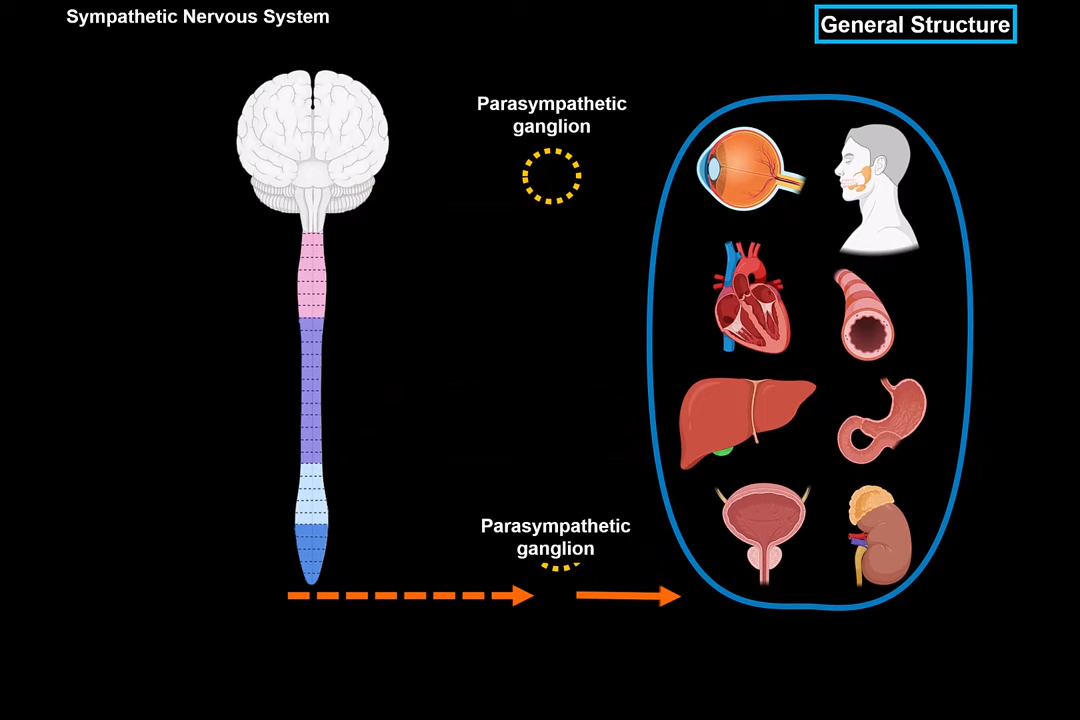 Sympathetic Nervous System
General Structure
Parasympathetic
ganglion
Parasympathetic
ganglion